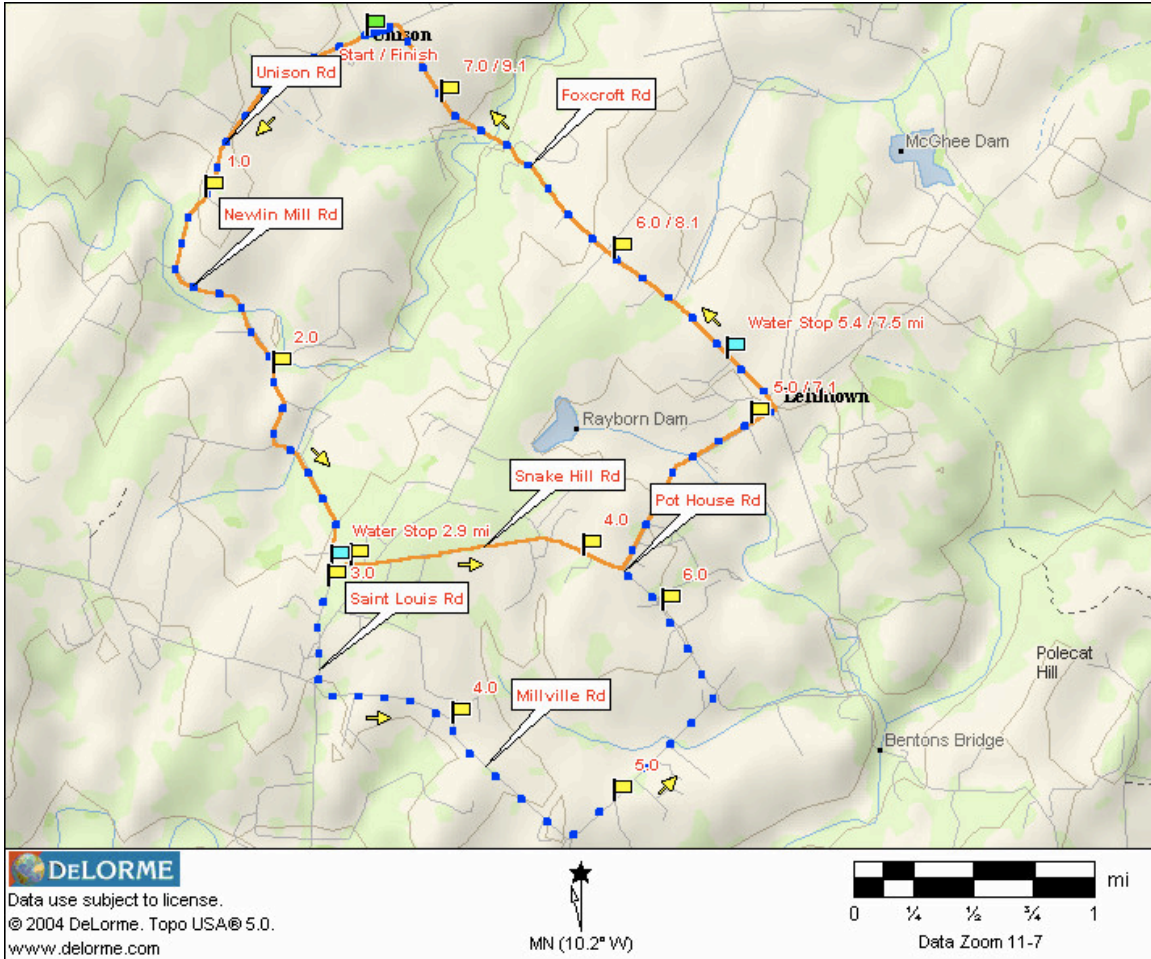 Unison
Start / Finish
7.0 / 9.1
Unison Rd
Foxcroft Rd
McGhee Dam
1.0
Newlin Mill Rd
6.0 / 8.1
Water Stop 5.4 / 7.5 mi
2.0
5.0 / 7.1
Rayborn Dam
Snake Hill Rd
Pot House Rd
Water Stop 2.9 mi
4.0
3.0
6.0
Saint Louis Rd
Polecat
Hill
4.0
Millville Rd
Bentons Bridge
5.0
DELORME
Data use subject to license.
© 2004 DeLorme. Topo USA® 5.0.
www.delorme.com
MN (10.2° W)
mi
0 ¼ ½ ¾ 1
Data Zoom 11-7